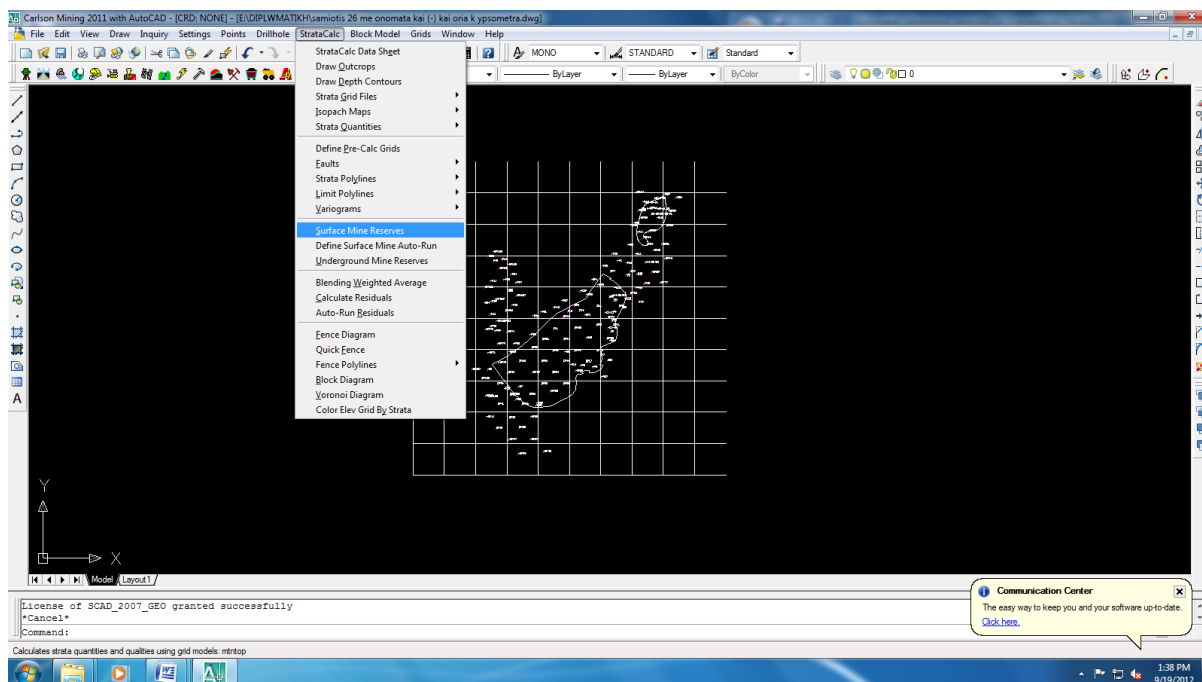 Carlson Mining 2011 with AutoCAD - [CRD: NONE] - [E:\DIPLWMATIKH\samiotis 26 me onomata kai (-) kai oria k ypsometra.dwg]
File Edit View Draw Inquiry Settings Points Drillhole StrataCalc Block Model Grids Window Help
MONO STANDARD Standard
ByLayer ByLayer ByColor 0
StrataCalc Data Sheet
Draw Outcrops
Draw Depth Contours
Strata Grid Files
Isopach Maps
Strata Quantities
Define Pre-Calc Grids
Faults
Strata Polylines
Limit Polylines
Variograms
Surface Mine Reserves
Define Surface Mine Auto-Run
Underground Mine Reserves
Blending Weighted Average
Calculate Residuals
Auto-Run Residuals
Fence Diagram
Quick Fence
Fence Polylines
Block Diagram
Voronoi Diagram
Color Elev Grid By Strata
A
Y
X
Model Layout1
License of SCAD_2007_GEO granted successfully
*Cancel*
Command:
Communication Center
The easy way to keep you and your software up-to-date.
Click here.
Calculates strata quantities and qualities using grid models: mtntop
1:38 PM
9/19/2012